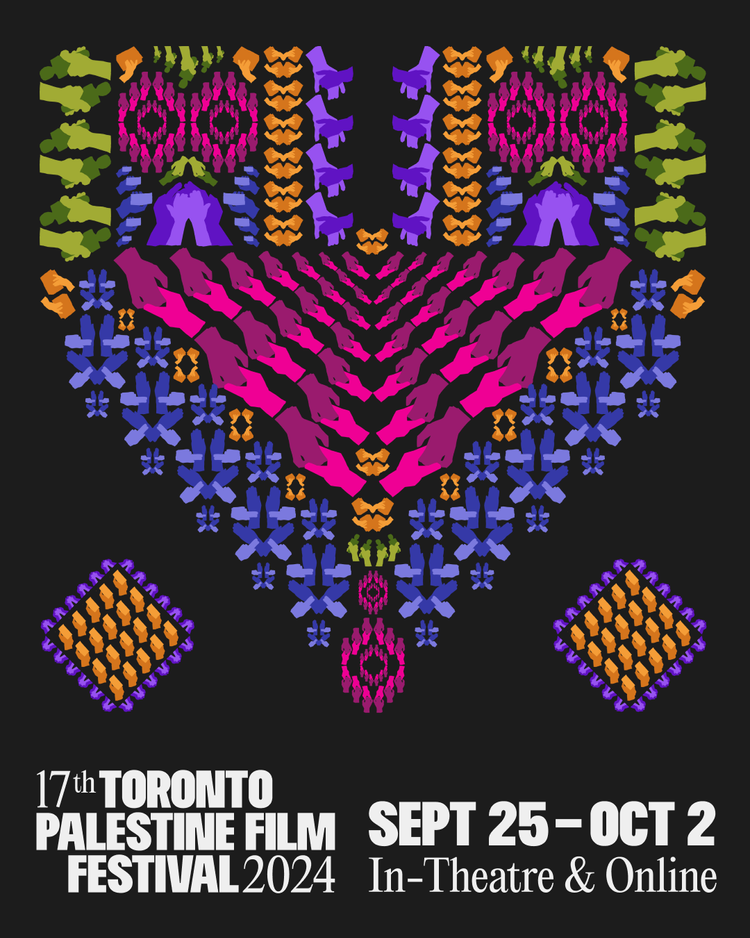 17th TORONTO
PALESTINE FILM
FESTIVAL 2024
SEPT 25 – OCT 2
In-Theatre & Online